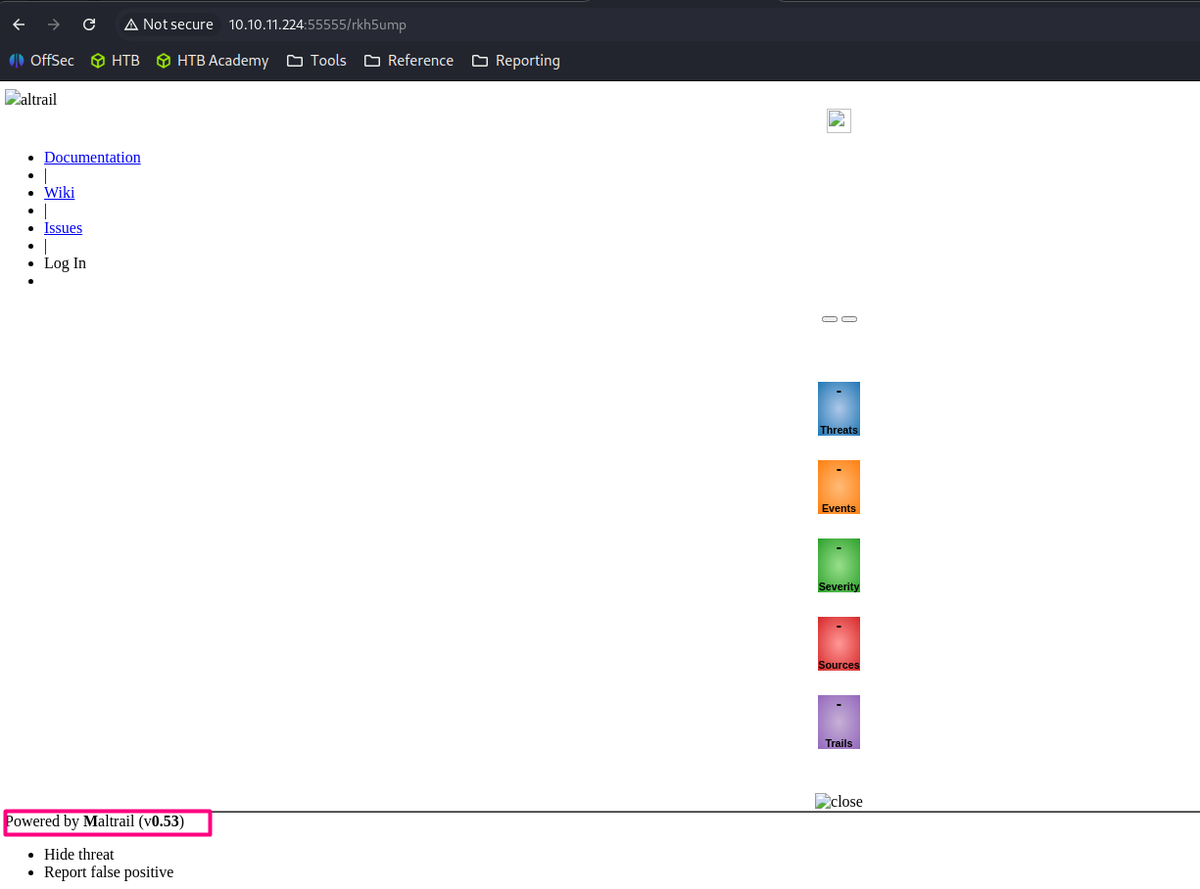 Not secure 10.10.11.224:55555/rkh5ump
OffSec HTB HTB Academy Tools Reference Reporting
altrail
Documentation
|
Wiki
|
Issues
|
Log In
-
Threats
-
Events
-
Severity
-
Sources
-
Trails
close
Powered by Maltrail (v0.53)
Hide threat
Report false positive